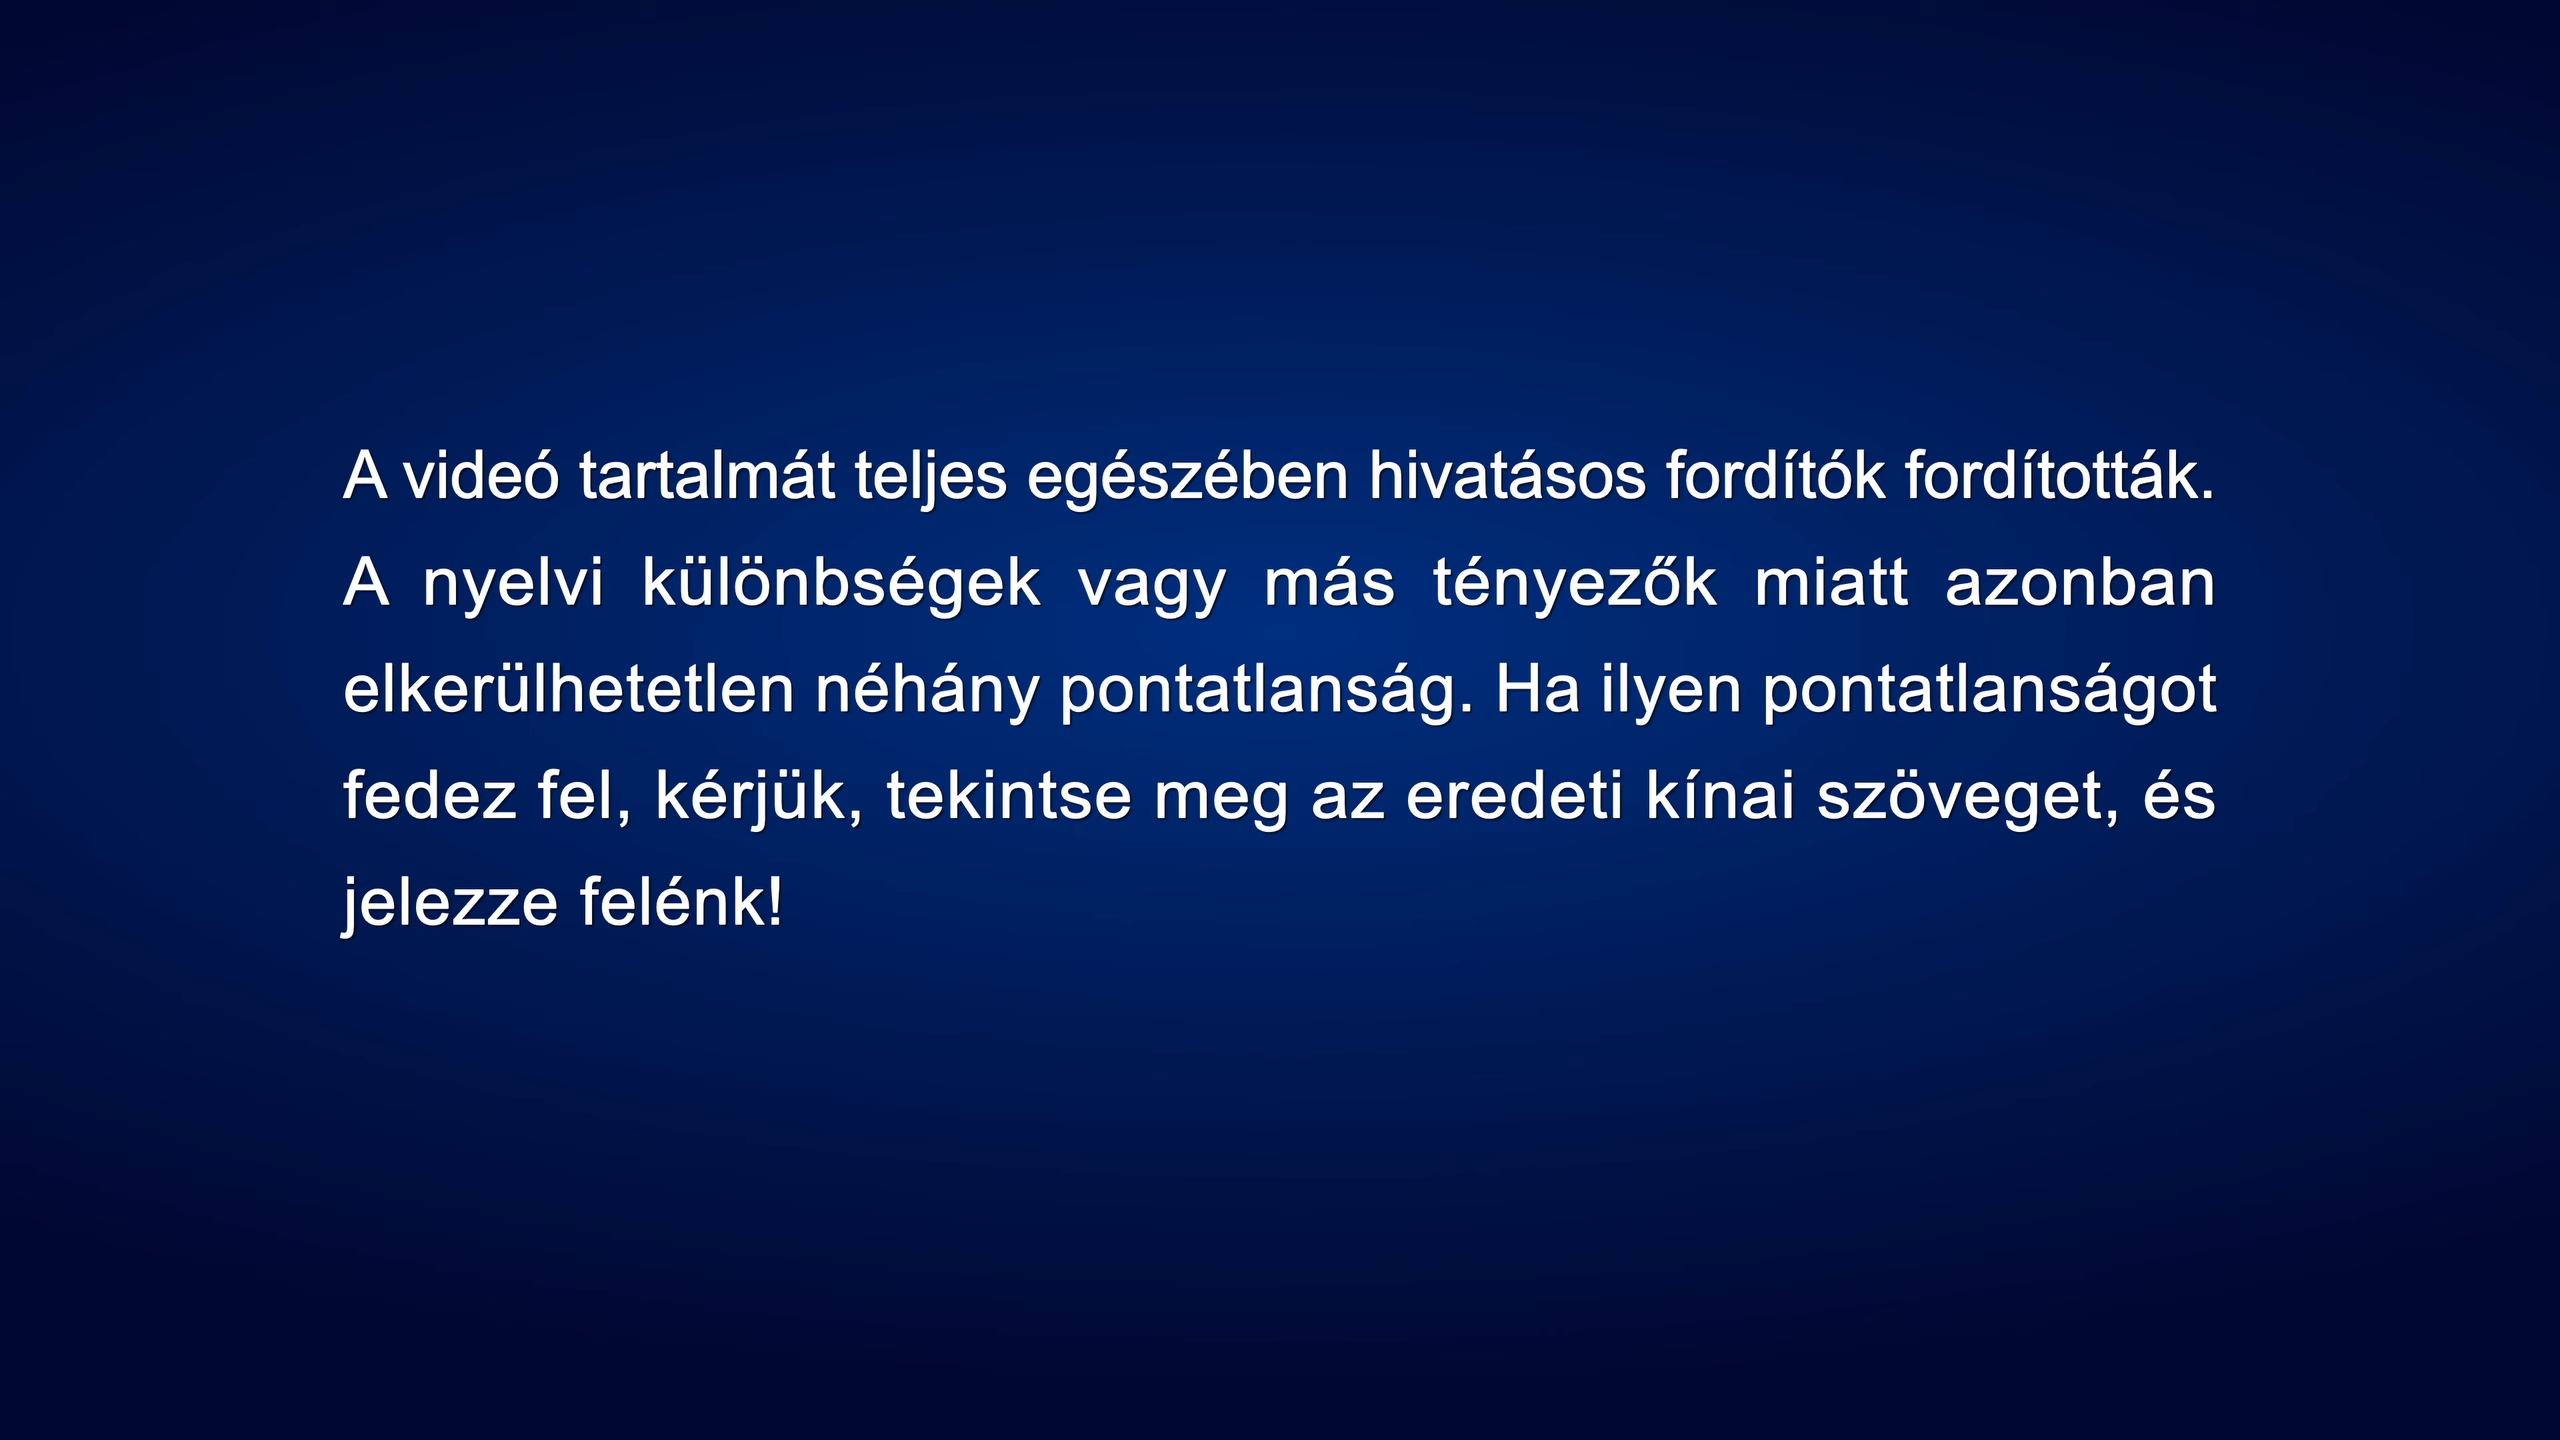 A videó tartalmát teljes egészében hivatásos fordítók fordították.
A nyelvi különbségek vagy más tényezők miatt azonban
elkerülhetetlen néhány pontatlanság. Ha ilyen pontatlanságot
fedez fel, kérjük, tekintse meg az eredeti kínai szöveget, és
jelezze felénk!